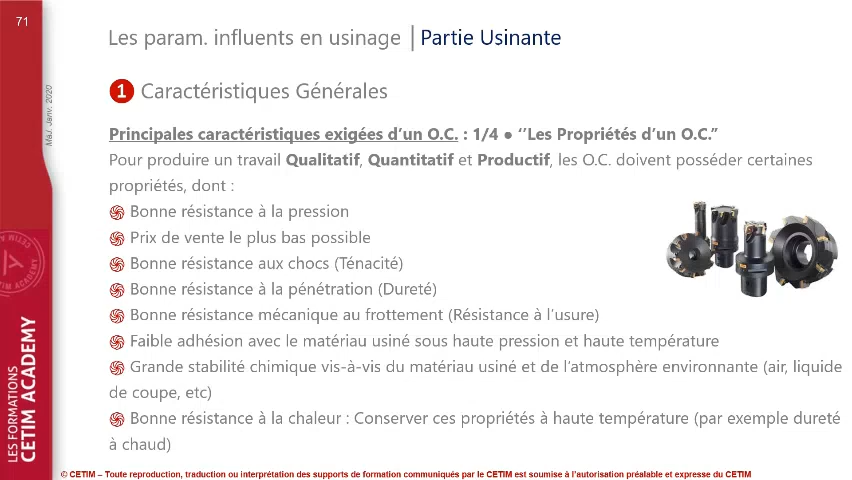 71
Les param. influents en usinage | Partie Usinante
Maj. Janv. 2020
1 Caractéristiques Générales
Principales caractéristiques exigées d’un O.C. : 1/4 ● ‘’Les Propriétés d’un O.C.’’
Pour produire un travail Qualitatif, Quantitatif et Productif, les O.C. doivent posséder certaines
propriétés, dont :
Bonne résistance à la pression
Prix de vente le plus bas possible
Bonne résistance aux chocs (Ténacité)
Bonne résistance à la pénétration (Dureté)
Bonne résistance mécanique au frottement (Résistance à l’usure)
Faible adhésion avec le matériau usiné sous haute pression et haute température
Grande stabilité chimique vis-à-vis du matériau usiné et de l’atmosphère environnante (air, liquide
de coupe, etc)
Bonne résistance à la chaleur : Conserver ces propriétés à haute température (par exemple dureté
à chaud)
LES FORMATIONS
CETIM ACADEMY
© CETIM – Toute reproduction, traduction ou interprétation des supports de formation communiqués par le CETIM est soumise à l’autorisation préalable et expresse du CETIM